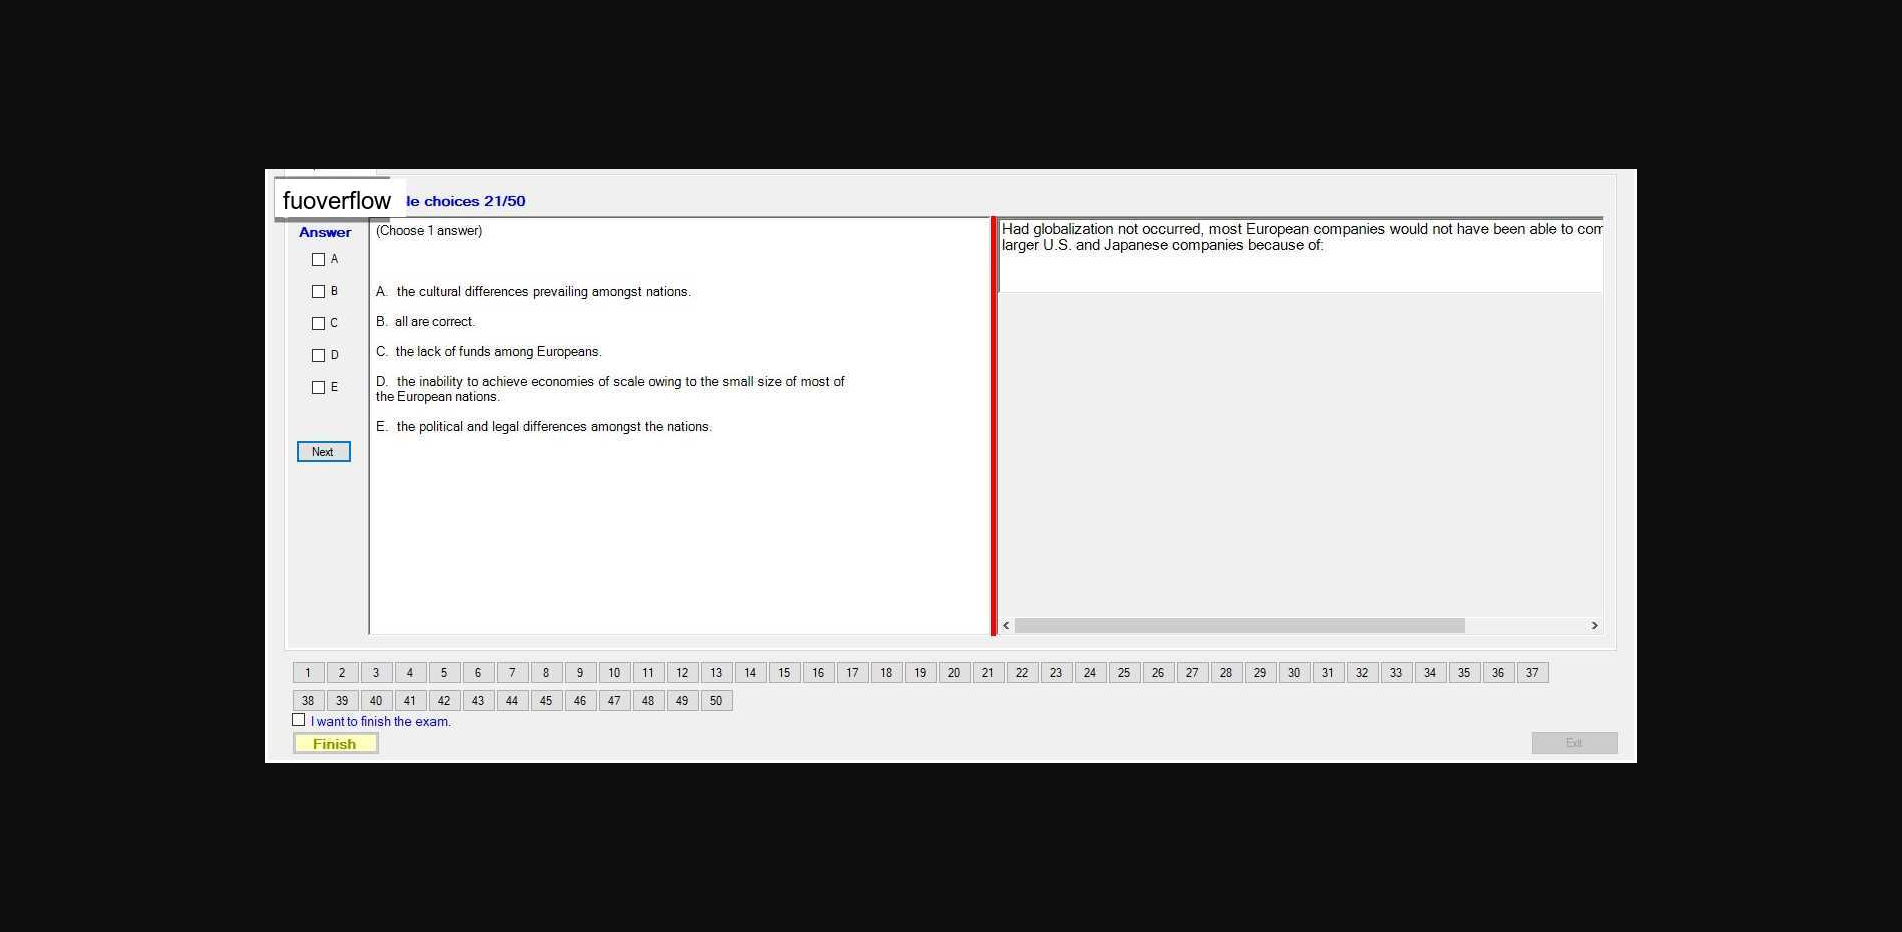 fuoverflow
le choices 21/50
Answer
(Choose 1 answer)
A
B
C
D
E
Next
A. the cultural differences prevailing amongst nations.
B. all are correct.
C. the lack of funds among Europeans.
D. the inability to achieve economies of scale owing to the small size of most of
the European nations.
E. the political and legal differences amongst the nations.
Had globalization not occurred, most European companies would not have been able to com
larger U.S. and Japanese companies because of:
1 2 3 4 5 6 7 8 9 10 11 12 13 14 15 16 17 18 19 20 21 22 23 24 25 26 27 28 29 30 31 32 33 34 35 36 37
38 39 40 41 42 43 44 45 46 47 48 49 50
I want to finish the exam.
Finish
Exit